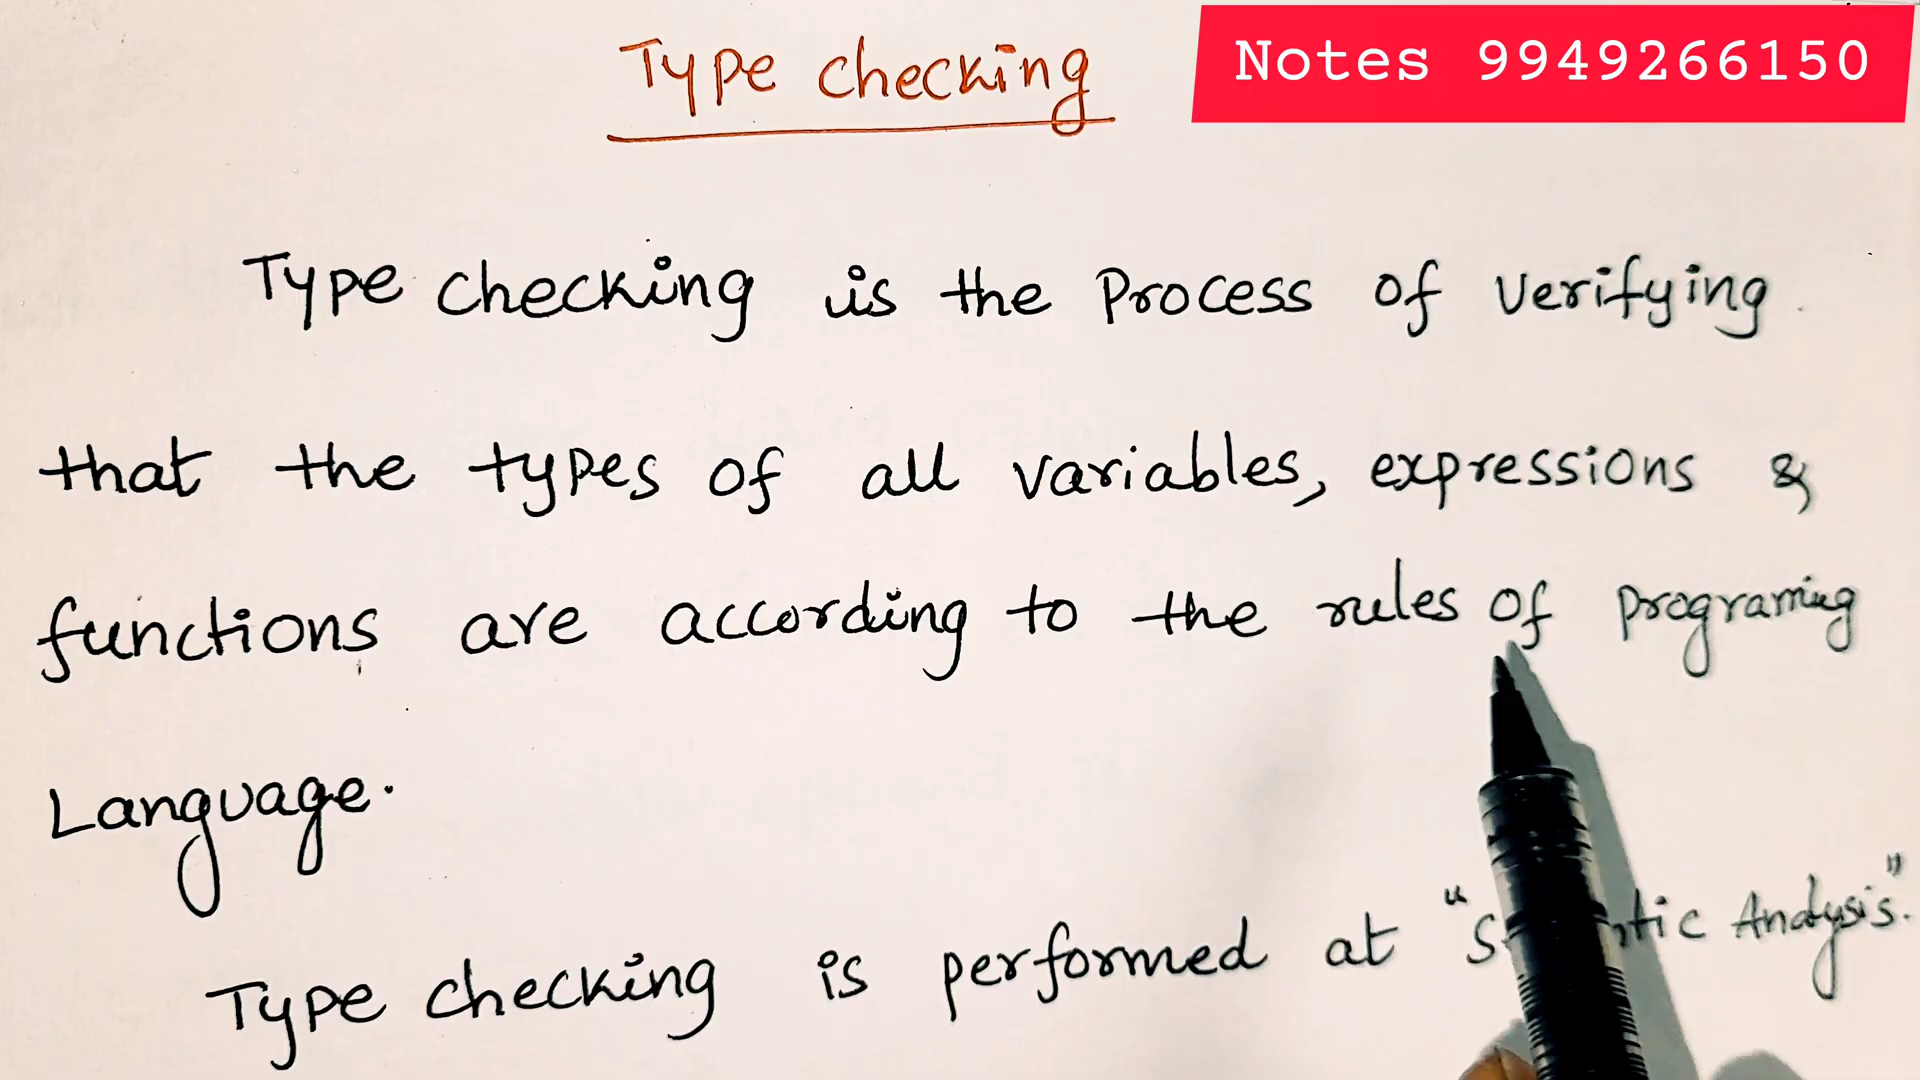 Type checking
Notes 9949266150
Type checking is the Process of verifying
that the types of all variables, expressions &
functions are according to the rules of programing
Language.
Type checking is performed at " Analysis".